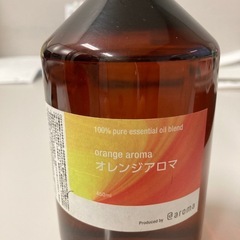 100% pure essential oil blend
orange aroma
オレンジアロマ
Produced by @aroma